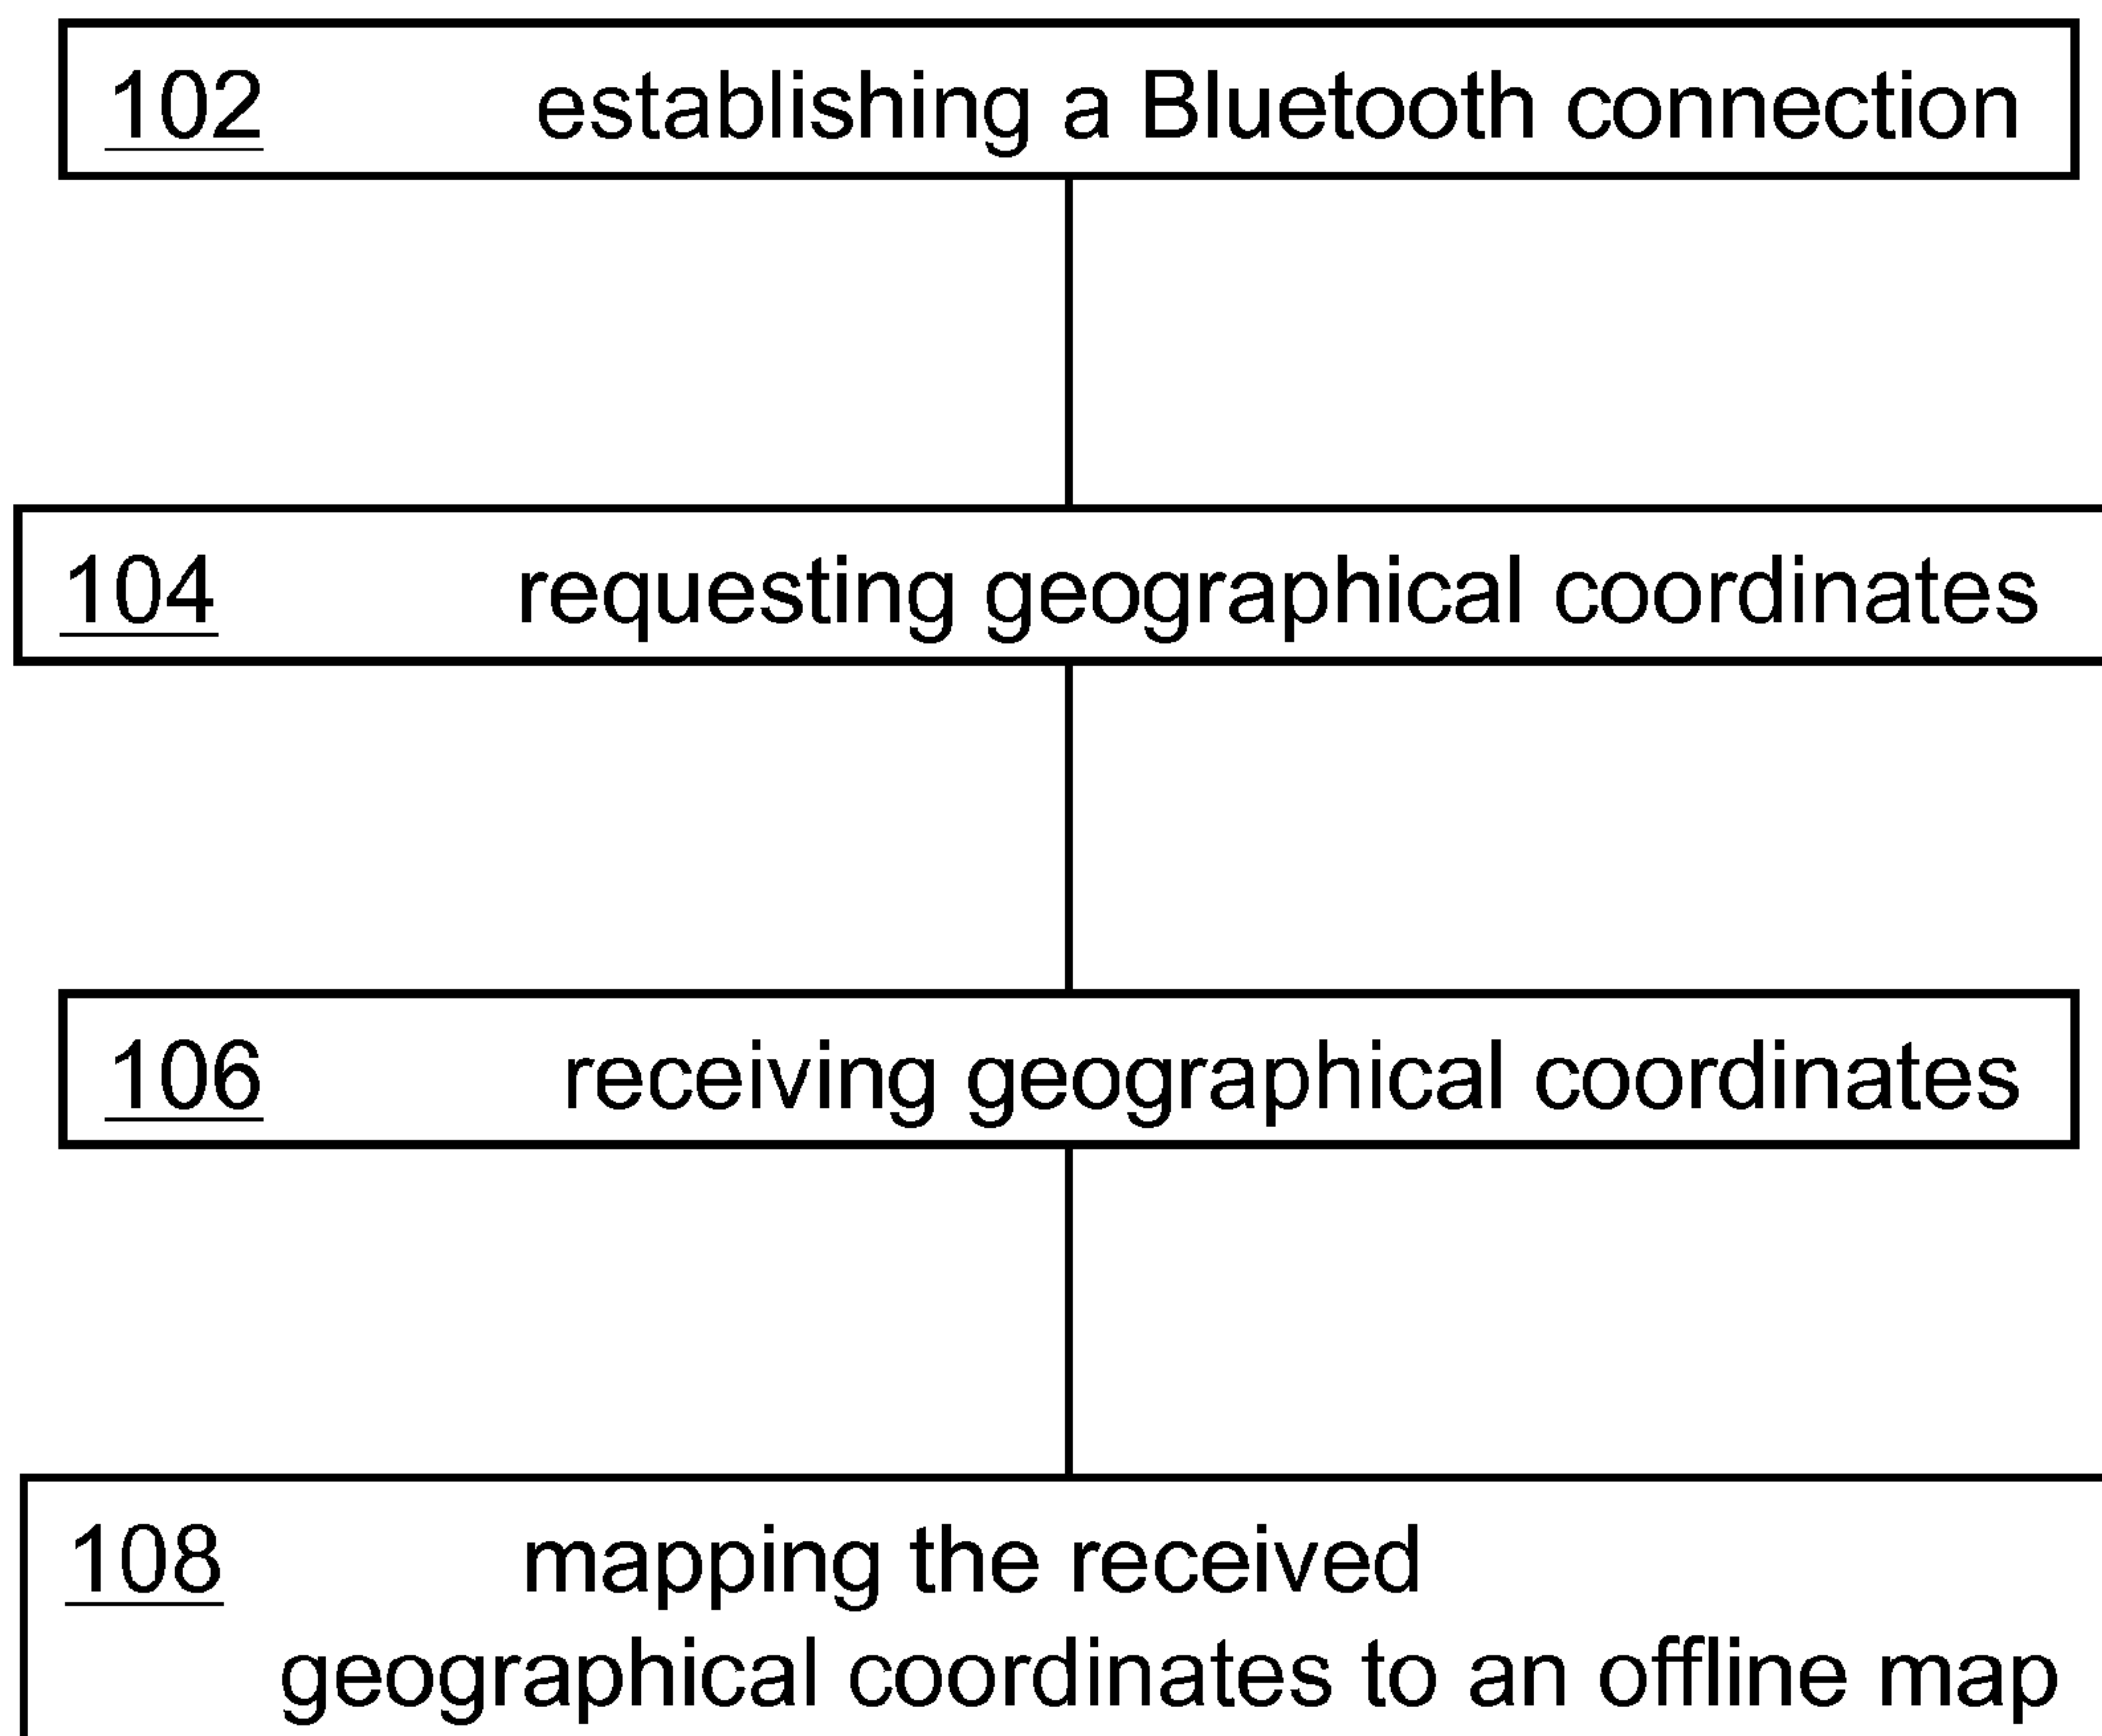 102 establishing a Bluetooth connection
104 requesting geographical coordinates
106 receiving geographical coordinates
108 mapping the received
geographical coordinates to an offline map